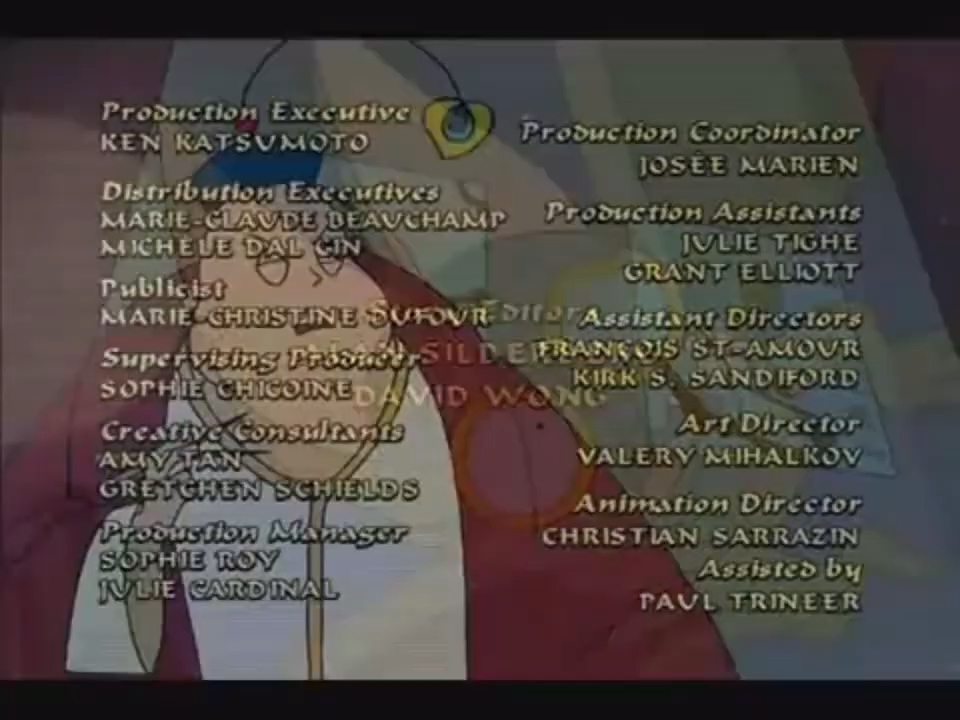 Production Executive
KEN KATSUMOTO
Distribution Executives
MARIE-CLAUDE BEAUCHAMP
MICHÈLE DAL GIN
Publicist
MARIE-CHRISTINE DUFOUR
Supervising Producer
SOPHIE CHICOINE
Creative Consultants
AMY TAN
GRETCHEN SCHIELDS
Production Manager
SOPHIE ROY
JULIE CARDINAL
Editor
DAVID WONG
Production Coordinator
JOSÉE MARIEN
Production Assistants
JULIE TIGHE
GRANT ELLIOTT
Assistant Directors
FRANÇOIS ST-AMOUR
KIRK S. SANDIFORD
Art Director
VALERY MIHALKOV
Animation Director
CHRISTIAN SARRAZIN
Assisted by
PAUL TRINEER